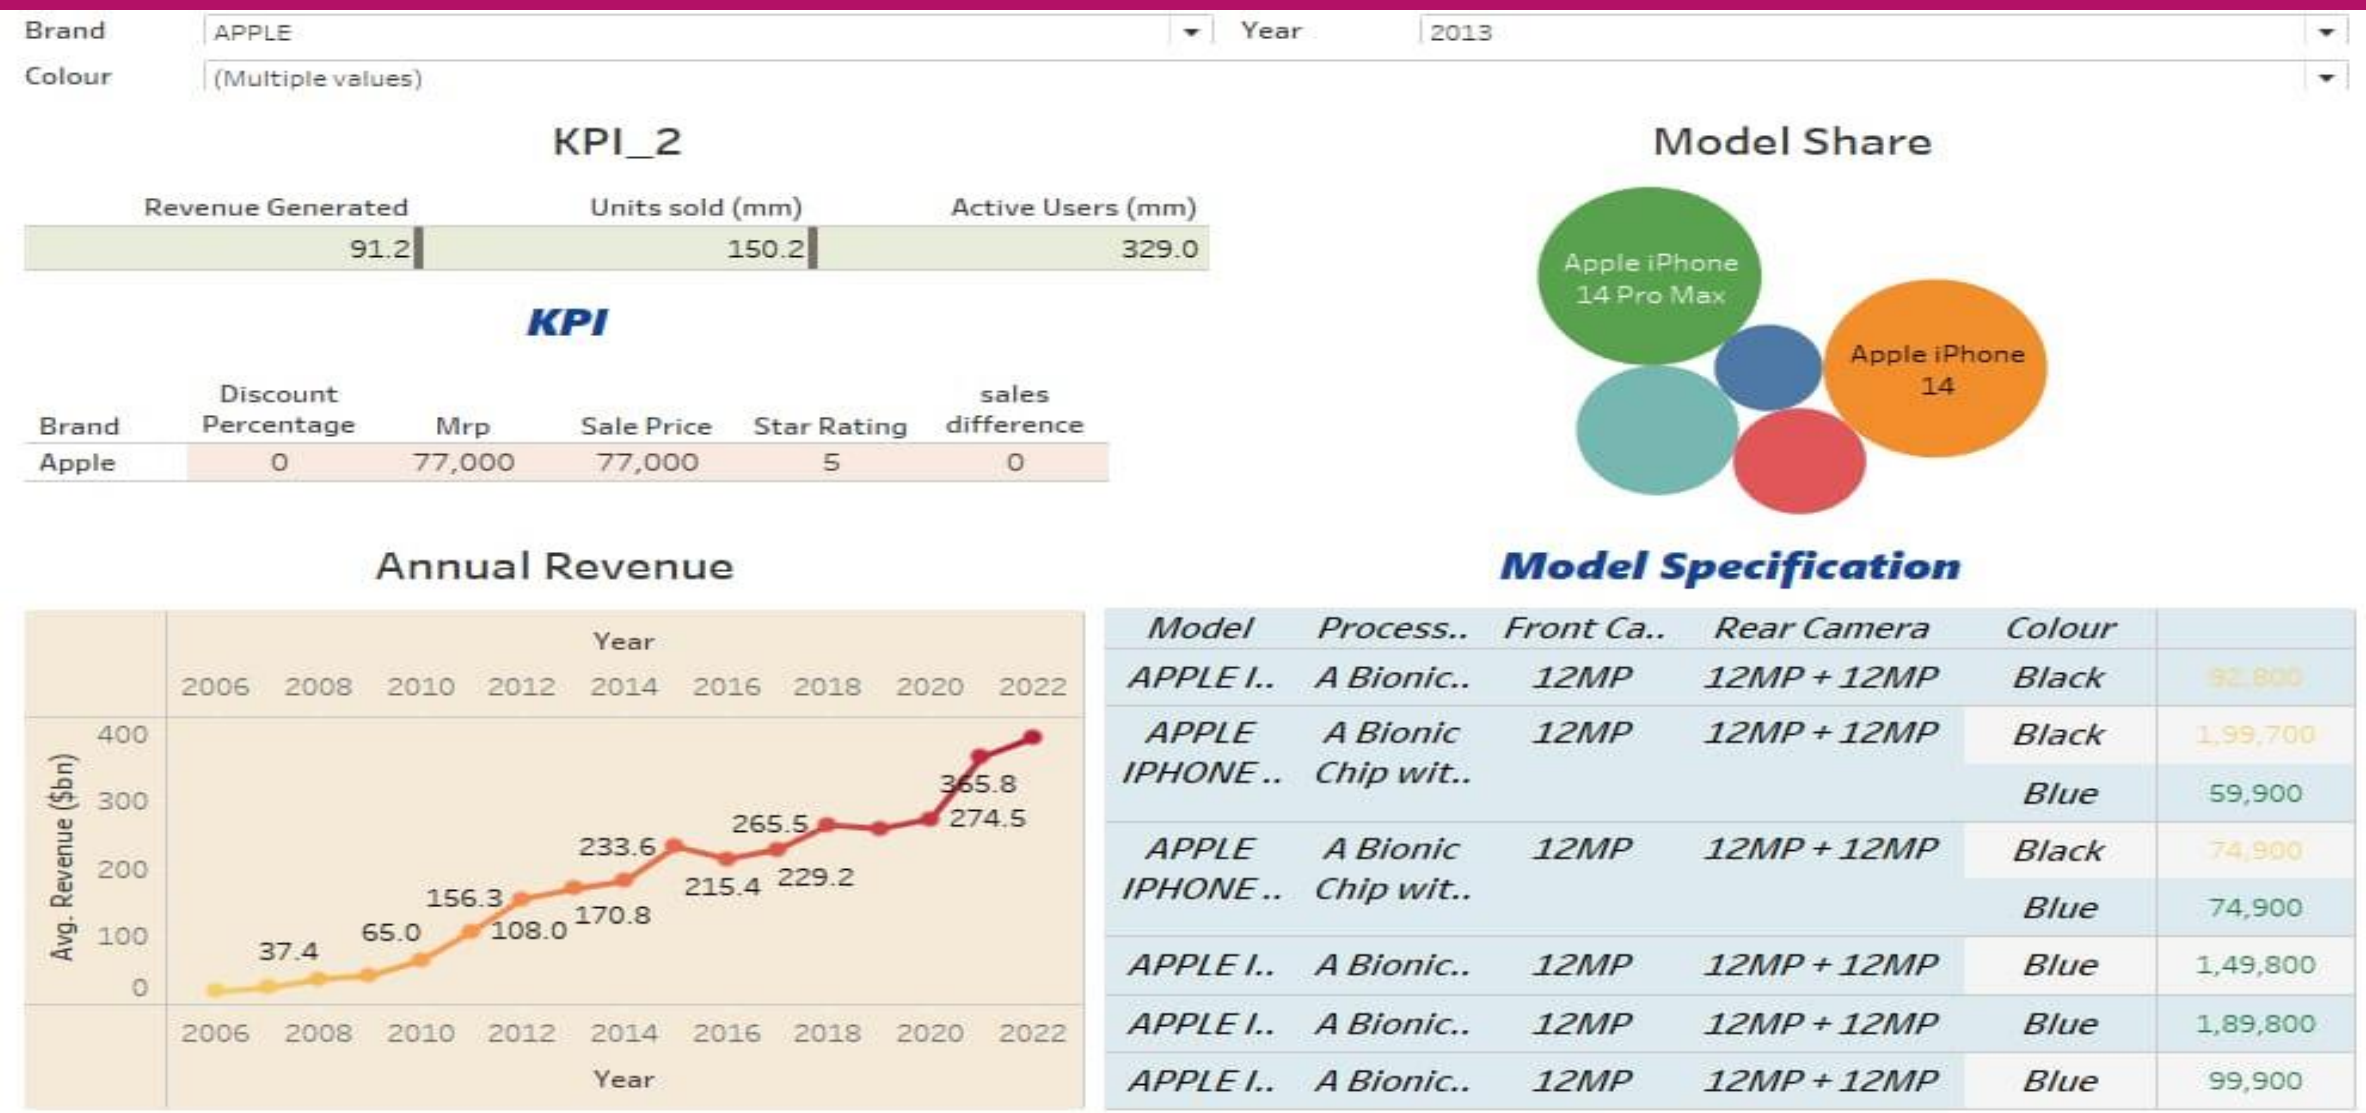 Brand APPLE Year 2013
Colour (Multiple values)
KPI_2
Revenue Generated Units sold (mm) Active Users (mm)
91.2 150.2 329.0
KPI
Brand Discount Percentage Mrp Sale Price Star Rating sales difference
Apple 0 77,000 77,000 5 0
Model Share
Apple iPhone
14 Pro Max
Apple iPhone
14
Annual Revenue
Year
2006 2008 2010 2012 2014 2016 2018 2020 2022
Avg. Revenue ($bn)
400
300
200
100
0
37.4
65.0
156.3
108.0
170.8
233.6
215.4
229.2
265.5
274.5
365.8
2006 2008 2010 2012 2014 2016 2018 2020 2022
Year
Model Specification
Model Process.. Front Ca.. Rear Camera Colour
APPLE I.. A Bionic.. 12MP 12MP + 12MP Black 92,800
APPLE A Bionic 12MP 12MP + 12MP Black 1,99,700
IPHONE .. Chip wit..
Blue 59,900
APPLE A Bionic 12MP 12MP + 12MP Black 74,900
IPHONE .. Chip wit..
Blue 74,900
APPLE I.. A Bionic.. 12MP 12MP + 12MP Blue 1,49,800
APPLE I.. A Bionic.. 12MP 12MP + 12MP Blue 1,89,800
APPLE I.. A Bionic.. 12MP 12MP + 12MP Blue 99,900